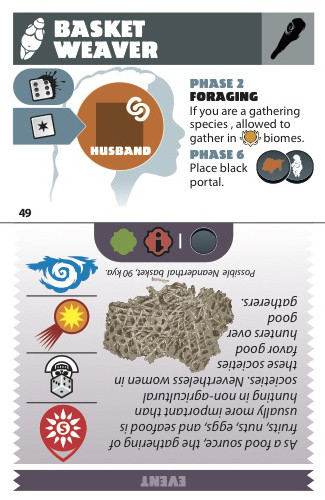 BASKET
WEAVER
PHASE 2
FORAGING
If you are a gathering
species, allowed to
gather in biomes.
PHASE 6
Place black
portal.
HUSBAND
49
EVENT
As a food source, the gathering of
fruits, nuts, eggs, and seafood is
usually more important than
hunting in non-agricultural
societies. Nevertheless women in
these societies
favor good
hunters over
good
gatherers.
Possible Neanderthal basket, 90 kya.
S